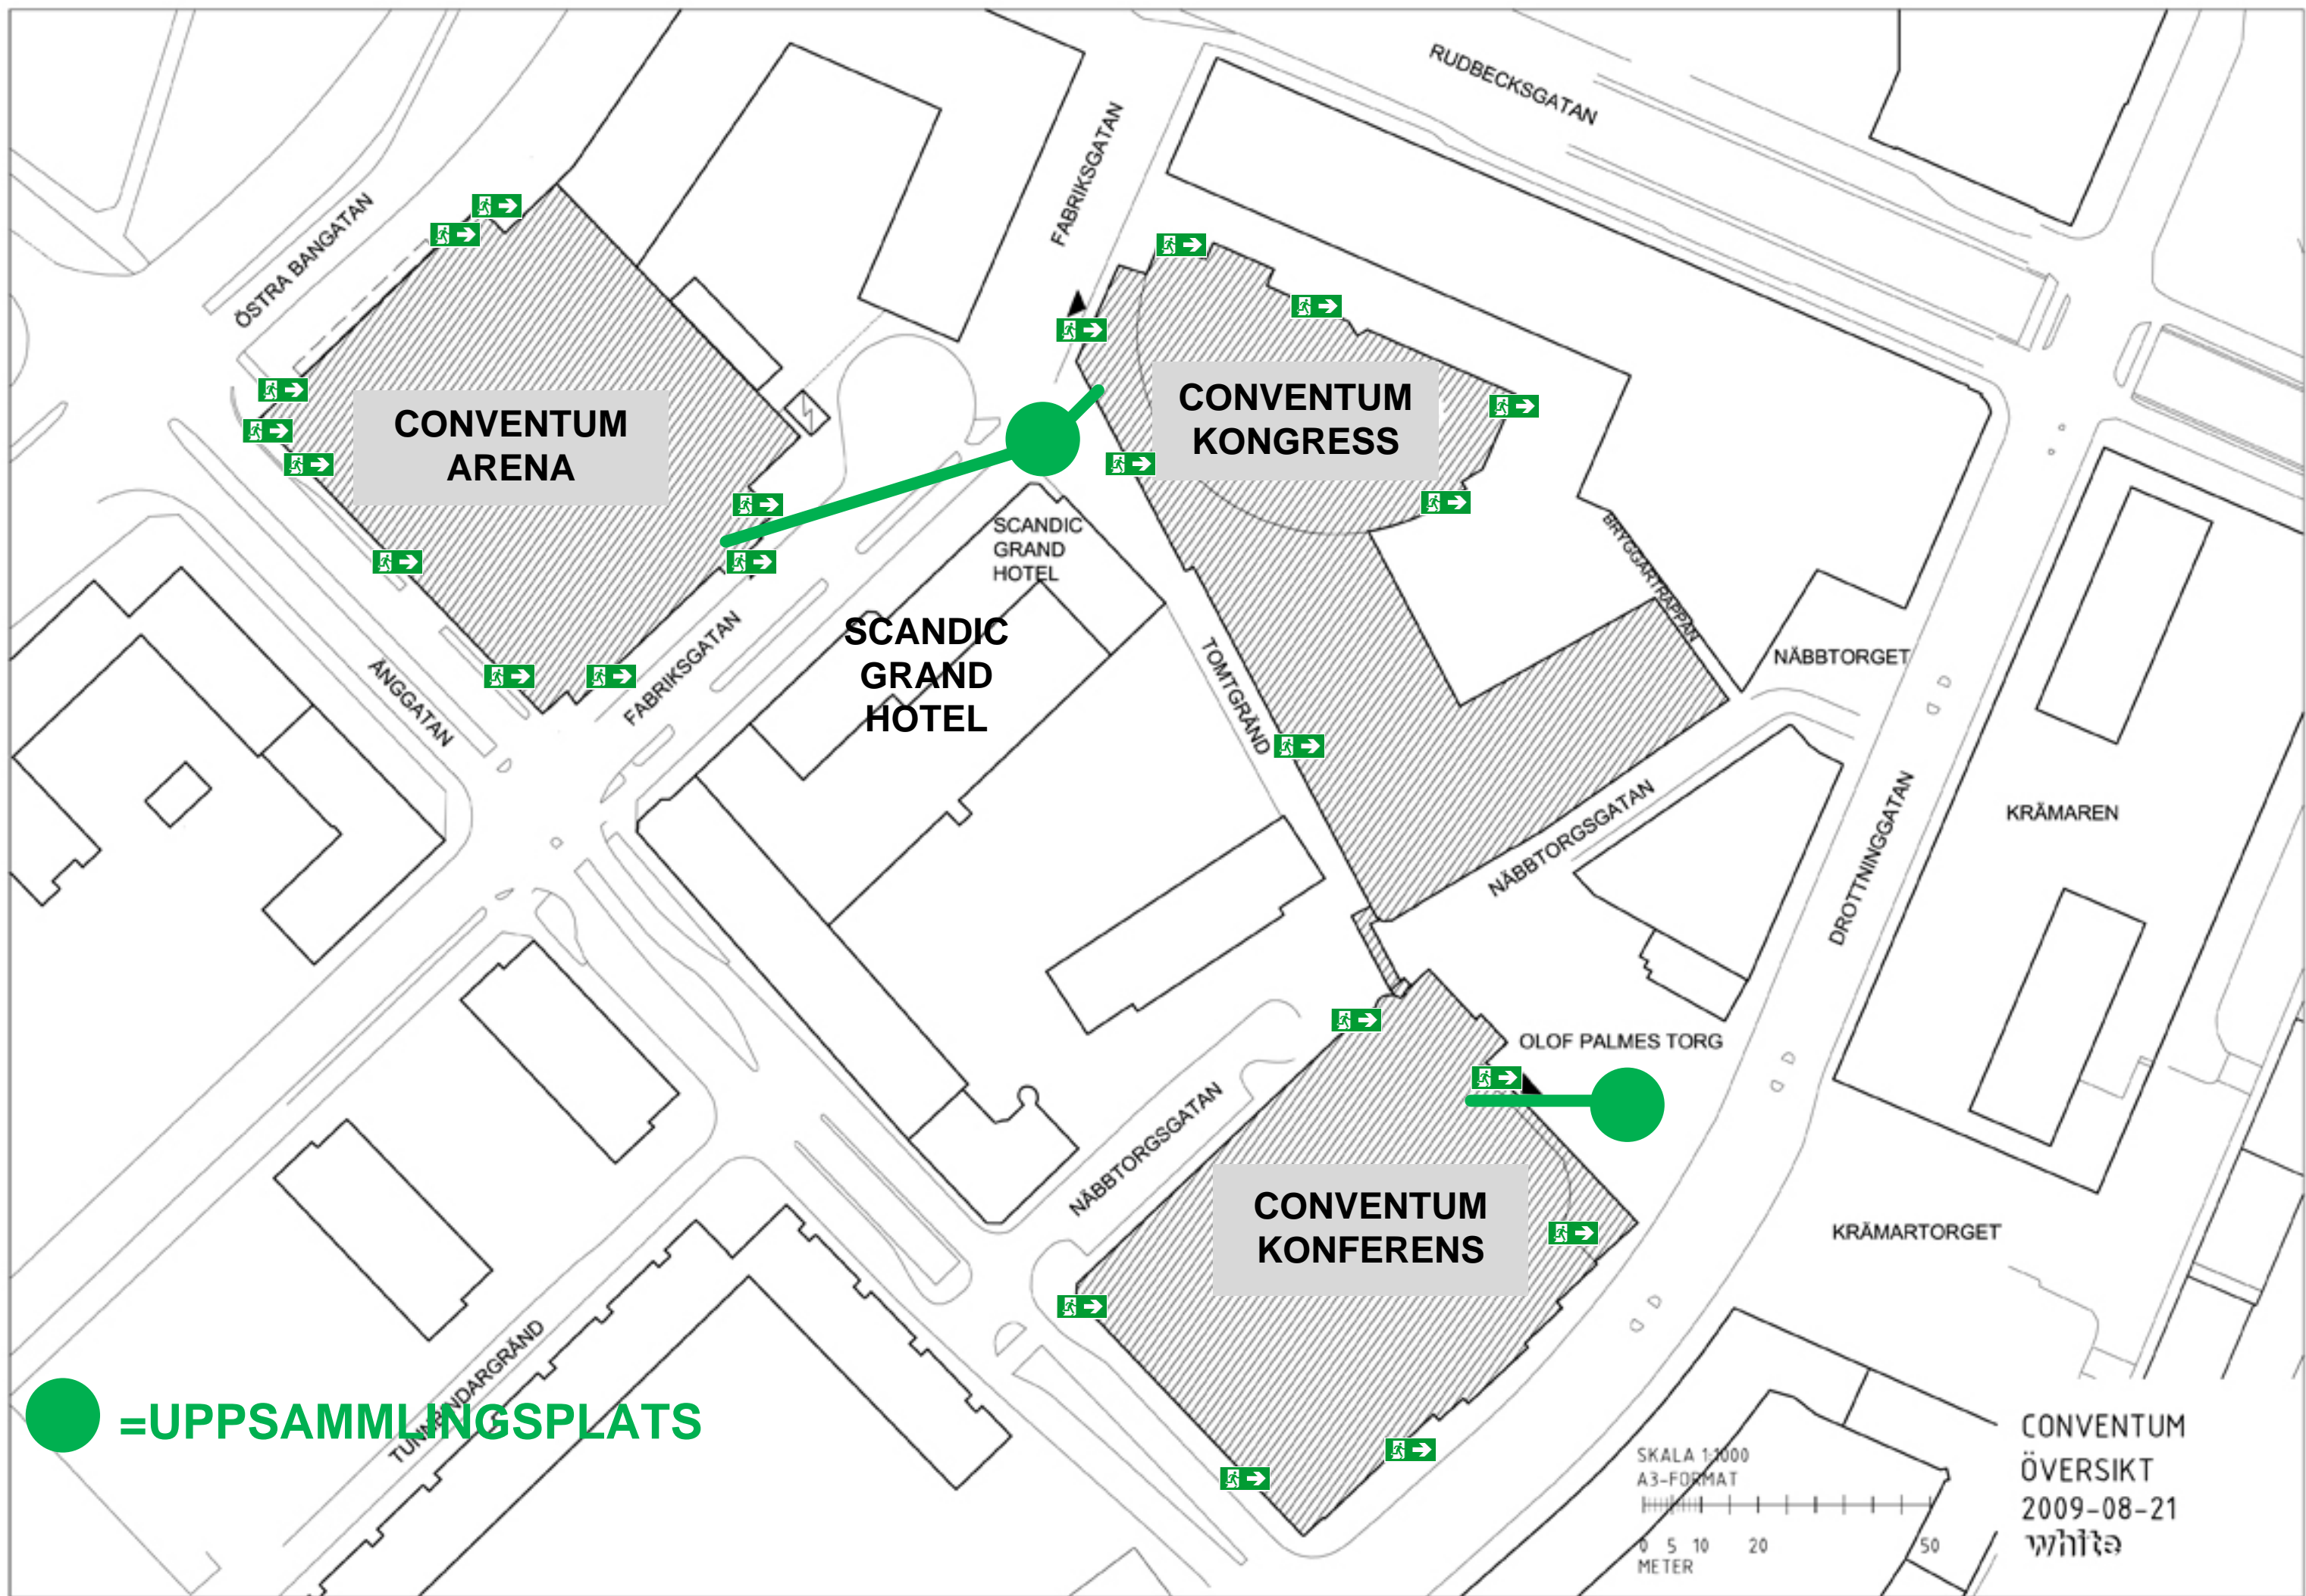 RUDBECKSGATAN
FABRIKSGATAN
ÖSTRA BANGATAN
CONVENTUM
ARENA
CONVENTUM
KONGRESS
SCANDIC
GRAND
HOTEL
BRYGGARTRAPPAN
SCANDIC
GRAND
HOTEL
FABRIKSGATAN
ÄNGGATAN
TOMTGRÄND
NÄBBTORGET
NÄBBTORGSGATAN
DROTTNINGGATAN
KRÄMAREN
OLOF PALMES TORG
NÄBBTORGSGATAN
CONVENTUM
KONFERENS
KRÄMARTORGET
TUNNBINDARGRÄND
=UPPSAMMLINGSPLATS
SKALA 1:1000
A3-FORMAT
0 5 10 20 50
METER
CONVENTUM
ÖVERSIKT
2009-08-21
white